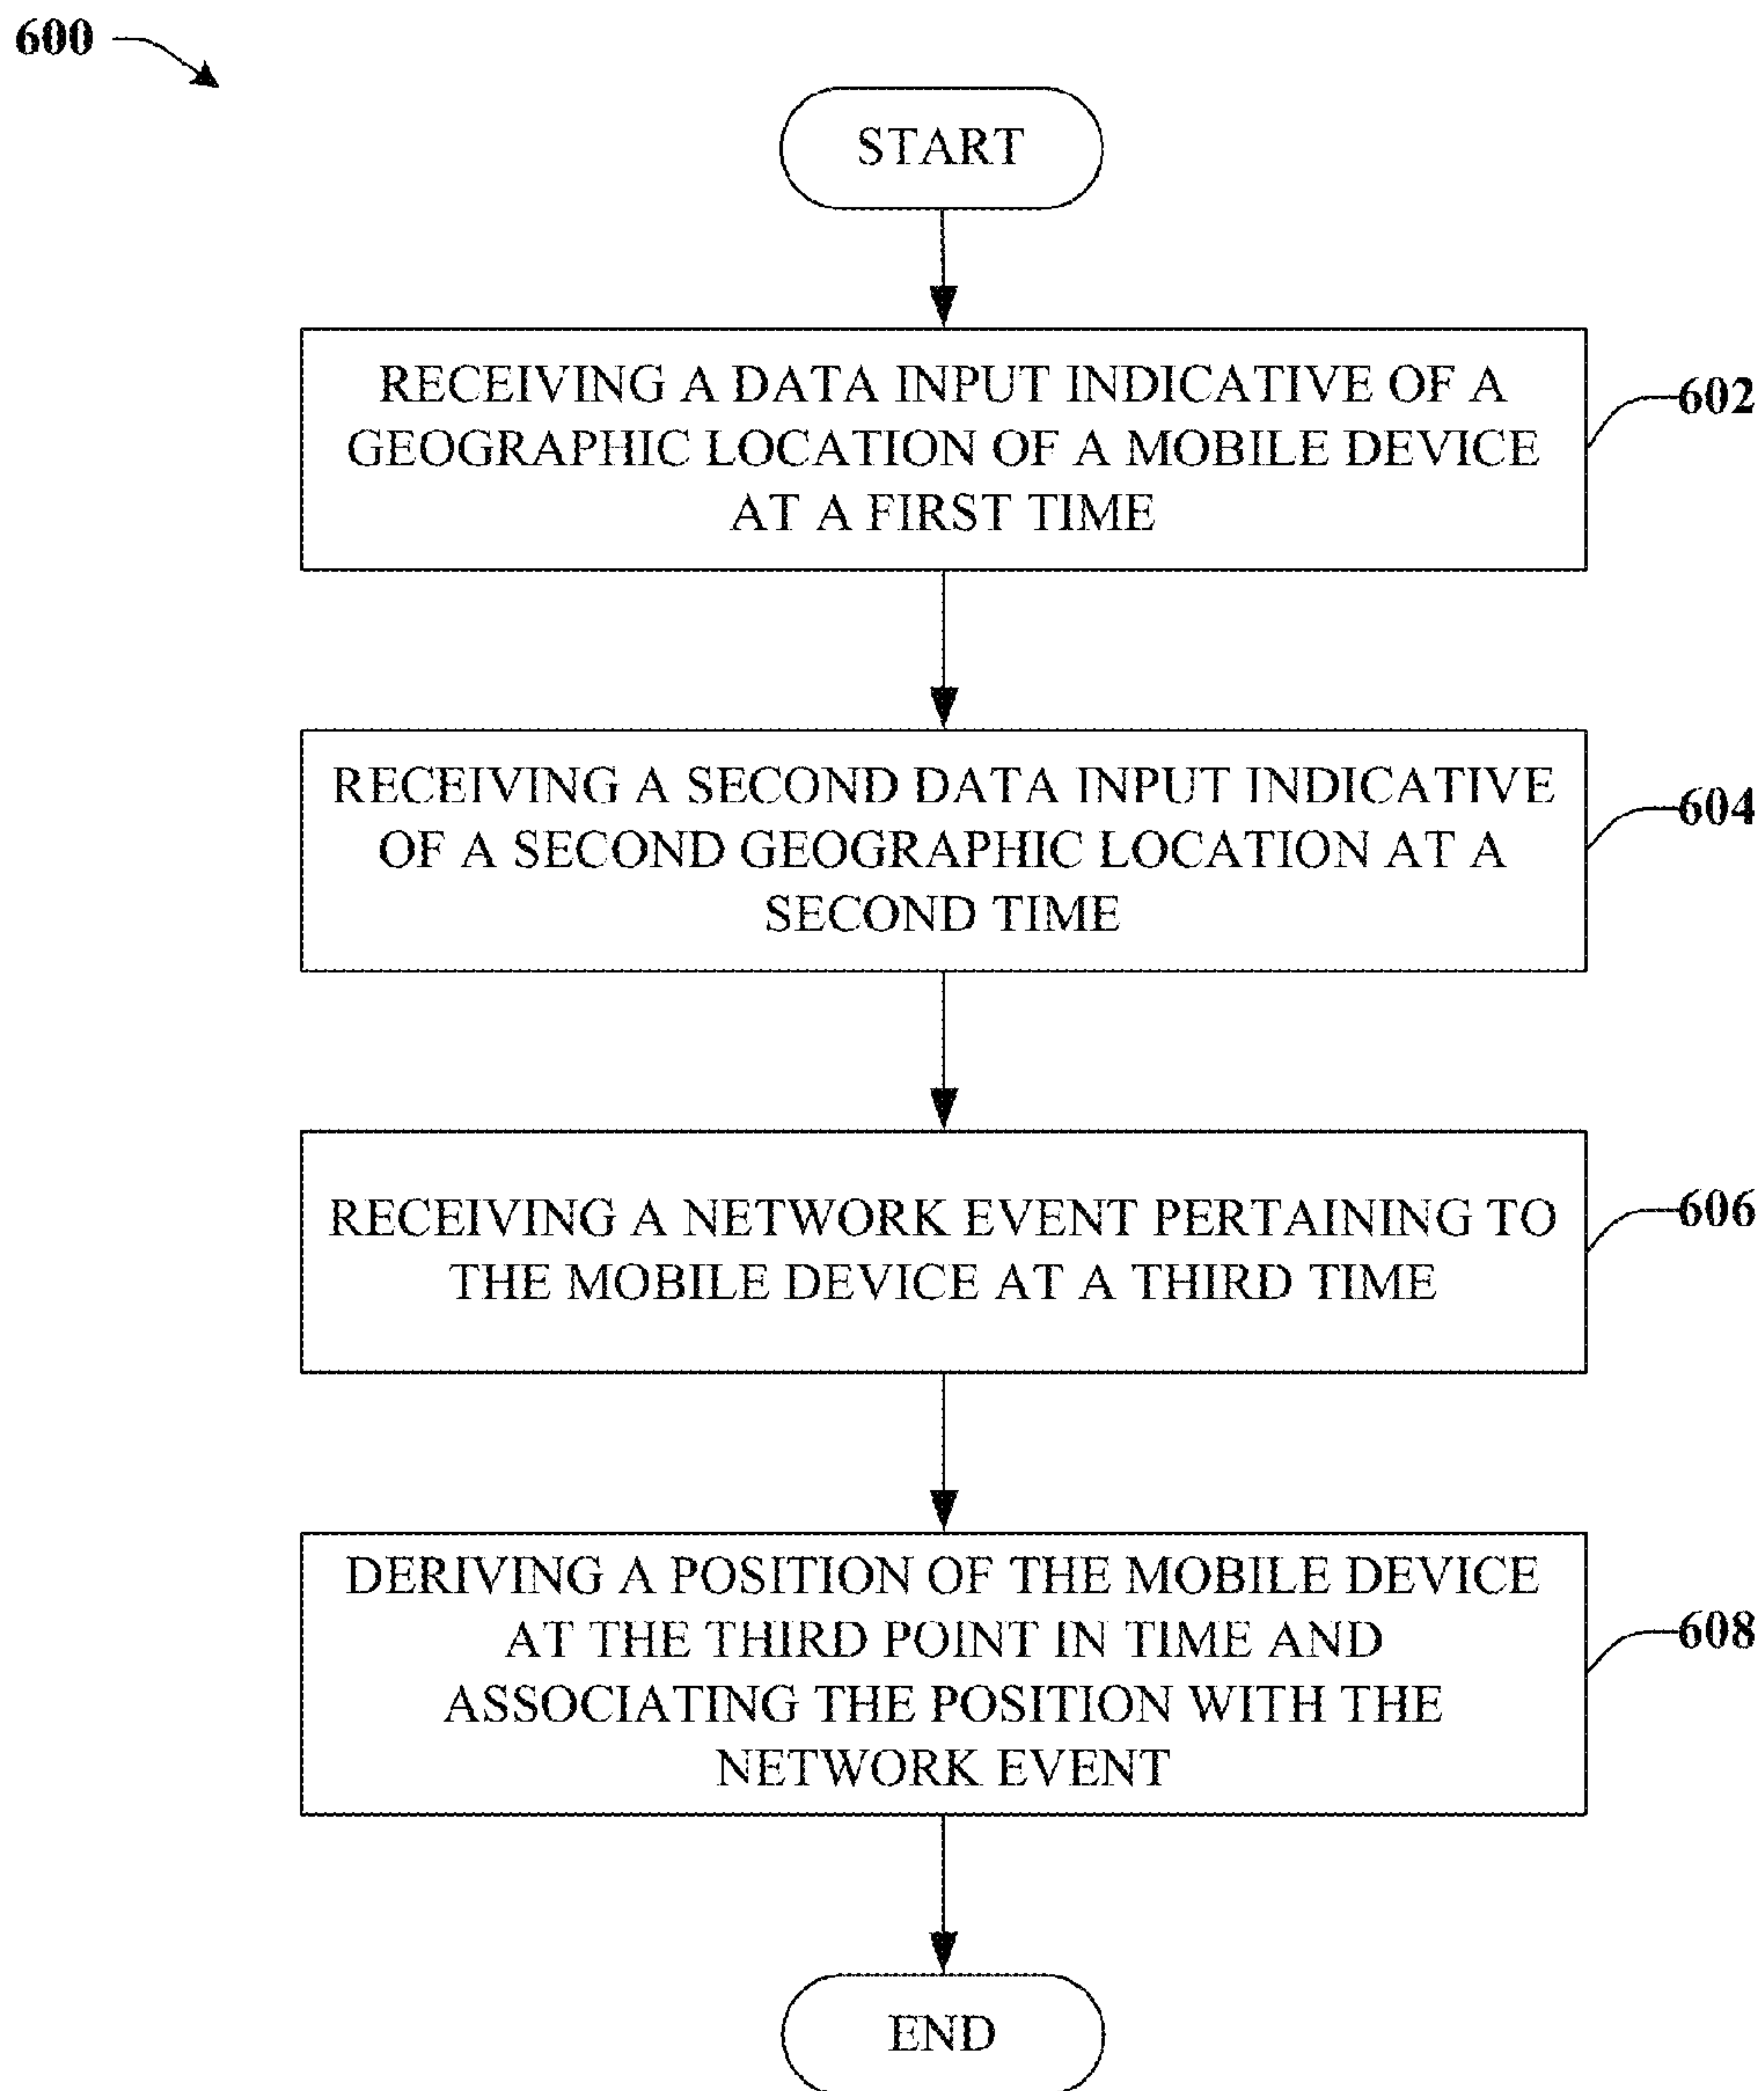 600
START
RECEIVING A DATA INPUT INDICATIVE OF A
GEOGRAPHIC LOCATION OF A MOBILE DEVICE
AT A FIRST TIME
602
RECEIVING A SECOND DATA INPUT INDICATIVE
OF A SECOND GEOGRAPHIC LOCATION AT A
SECOND TIME
604
RECEIVING A NETWORK EVENT PERTAINING TO
THE MOBILE DEVICE AT A THIRD TIME
606
DERIVING A POSITION OF THE MOBILE DEVICE
AT THE THIRD POINT IN TIME AND
ASSOCIATING THE POSITION WITH THE
NETWORK EVENT
608
END